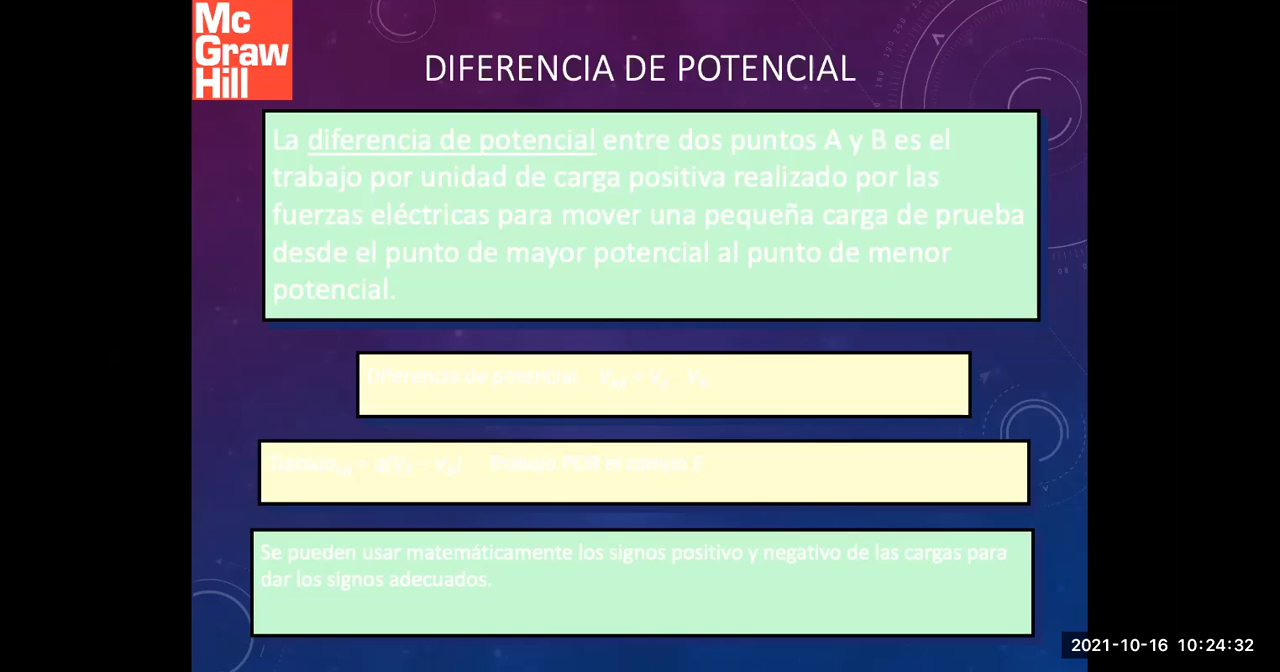 Mc
Graw
Hill
DIFERENCIA DE POTENCIAL
La diferencia de potencial entre dos puntos A y B es el
trabajo por unidad de carga positiva realizado por las
fuerzas eléctricas para mover una pequeña carga de prueba
desde el punto de mayor potencial al punto de menor
potencial.
Diferencia de potencial: V_AB = V_A - V_B
Trabajo_AB = q(V_A – V_B) Trabajo POR el campo E
Se pueden usar matemáticamente los signos positivo y negativo de las cargas para
dar los signos adecuados.
2021-10-16 10:24:32